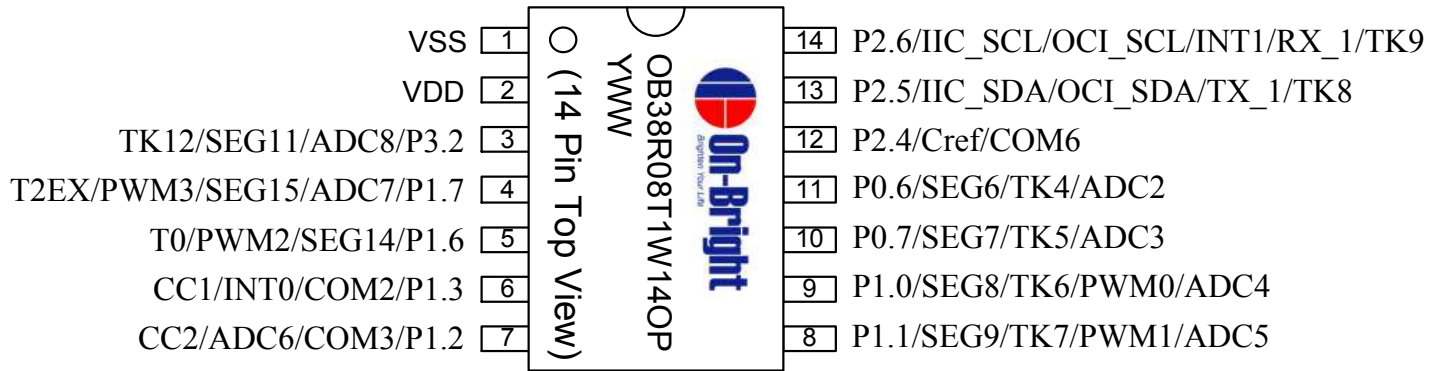 VSS 1
VDD 2
TK12/SEG11/ADC8/P3.2 3
T2EX/PWM3/SEG15/ADC7/P1.7 4
T0/PWM2/SEG14/P1.6 5
CC1/INT0/COM2/P1.3 6
CC2/ADC6/COM3/P1.2 7
(14 Pin Top View)
YWW
OB38R08T1W14OP
On-Bright
Brighten Your Life
14 P2.6/IIC_SCL/OCI_SCL/INT1/RX_1/TK9
13 P2.5/IIC_SDA/OCI_SDA/TX_1/TK8
12 P2.4/Cref/COM6
11 P0.6/SEG6/TK4/ADC2
10 P0.7/SEG7/TK5/ADC3
9 P1.0/SEG8/TK6/PWM0/ADC4
8 P1.1/SEG9/TK7/PWM1/ADC5